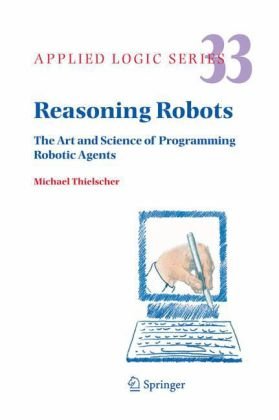 APPLIED LOGIC SERIES 33
Reasoning Robots
The Art and Science of Programming
Robotic Agents
Michael Thielscher
Springer